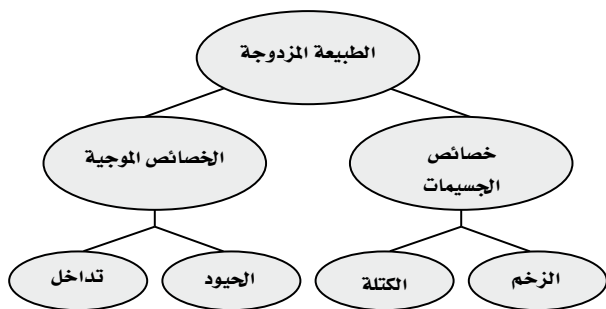 الطبيعة المزدوجة
خصائص
الجسيمات
الخصائص الموجية
الزخم
الكتلة
الحيود
تداخل